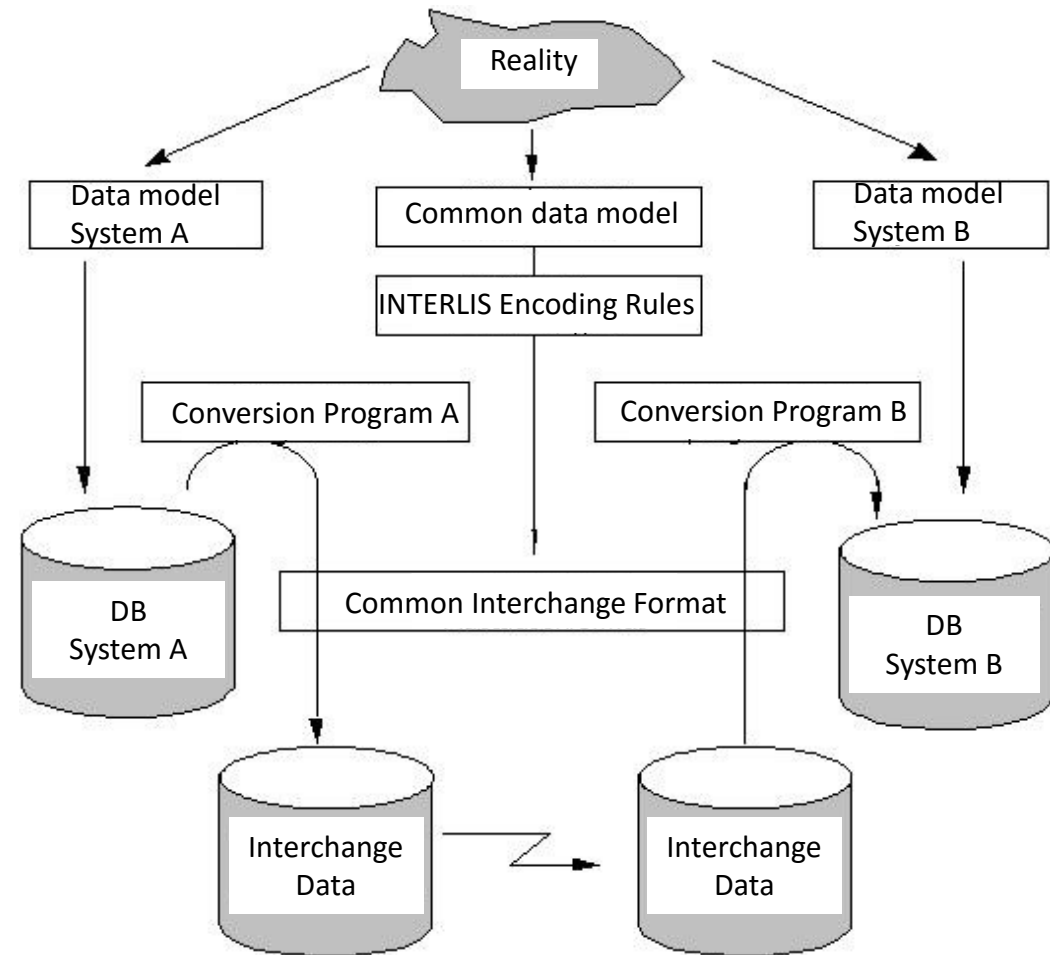 Reality
Data model
System A
Common data model
Data model
System B
INTERLIS Encoding Rules
Conversion Program A
Conversion Program B
Common Interchange Format
DB
System A
DB
System B
Interchange
Data
Interchange
Data